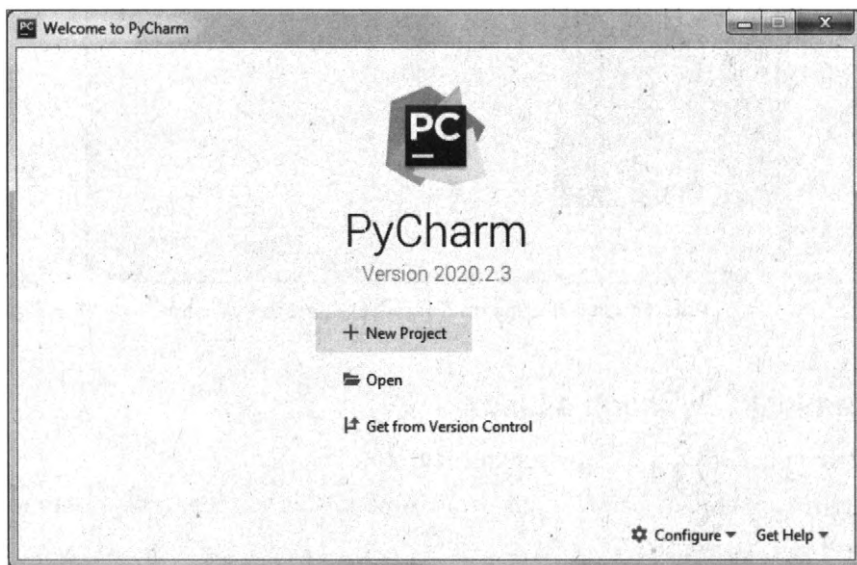 PC Welcome to PyCharm
PC
PyCharm
Version 2020.2.3
+ New Project
Open
Get from Version Control
Configure Get Help